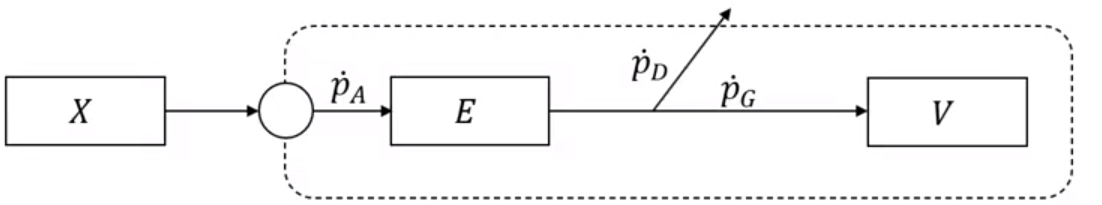 ṗ_D
X ṗ_A E ṗ_G V